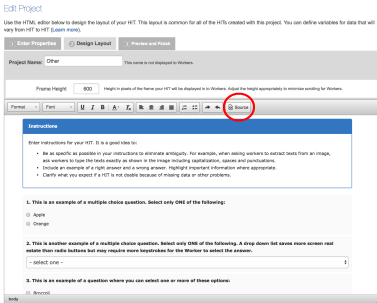 Edit Project
Use the HTML editor below to design the layout of your HIT. This layout is common for all of the HITs created with this project. You can define variables for data that will
vary from HIT to HIT (Learn more).
1 Enter Properties
2 Design Layout
3 Preview and Finish
Project Name: Other This name is not displayed to Workers.
Frame Height 600 Height in pixels of the frame your HIT will be displayed in to Workers. Adjust the height appropriately to minimize scrolling for Workers.
Format Font U I B A Source
Instructions
Enter instructions for your HIT. It is a good idea to:
• Be as specific as possible in your instructions to eliminate ambiguity. For example, when asking workers to extract texts from an image,
ask workers to type the texts exactly as shown in the image including capitalization, spaces and punctuations.
• Include an example of a right answer and a wrong answer. Highlight important information where appropriate.
• Clarify what you expect if a HIT is not doable because of missing data or other problems.
1. This is an example of a multiple choice question. Select only ONE of the following:
Apple
Orange
2. This is another example of a multiple choice question. Select only ONE of the following. A drop down list saves more screen real
estate than radio buttons but may require more keystrokes for the Worker to select the answer.
- select one -
3. This is an example of a question where you can select one or more of these options:
Broccoli
body